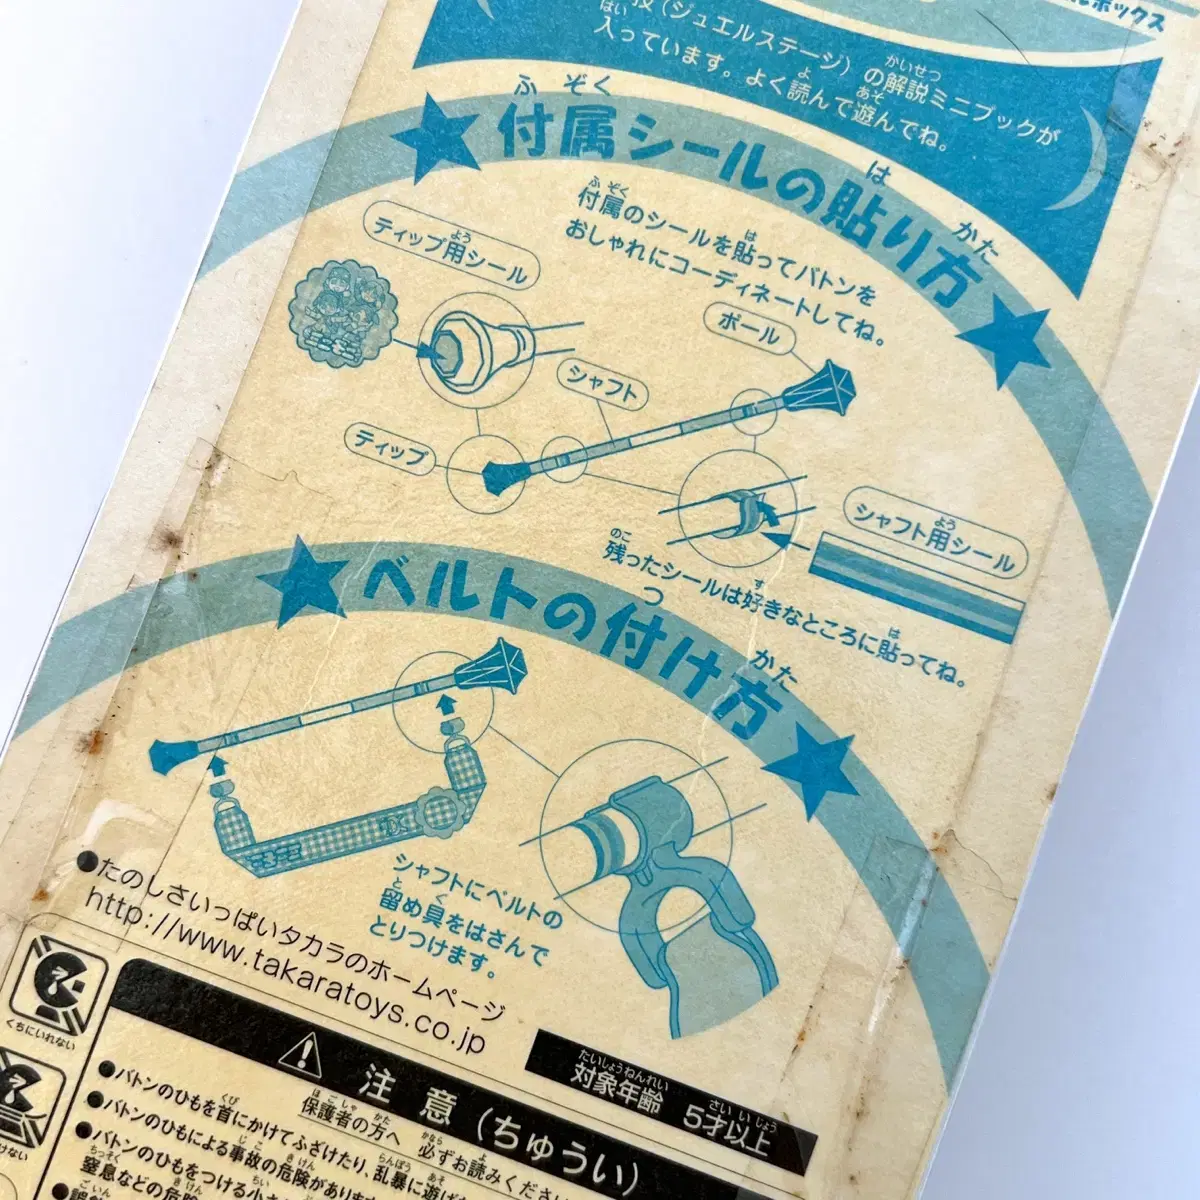 ボックス
技(ジュエルステージ)の解説ミニブックが
入っています。よく読んで遊んでね。
付属シールの貼り方
付属のシールを貼ってバトンを
おしゃれにコーディネートしてね。
ティップ用シール
ボール
シャフト
ティップ
シャフト用シール
残ったシールは好きなところに貼ってね。
ベルトの付け方
シャフトにベルトの
留め具をはさんで
とりつけます。
●たのしさいっぱいタカラのホームページ
http://www.takaratoys.co.jp
対象年齢 5才以上
くちにいれない
注意(ちゅうい)
保護者の方へ 必ずお読みくださ
●バトンのひもを首にかけてふざけたり、乱暴に遊ば
●バトンのひもによる事故の危険がありま
●バトンのひもをつける小さ
窒息などの危険